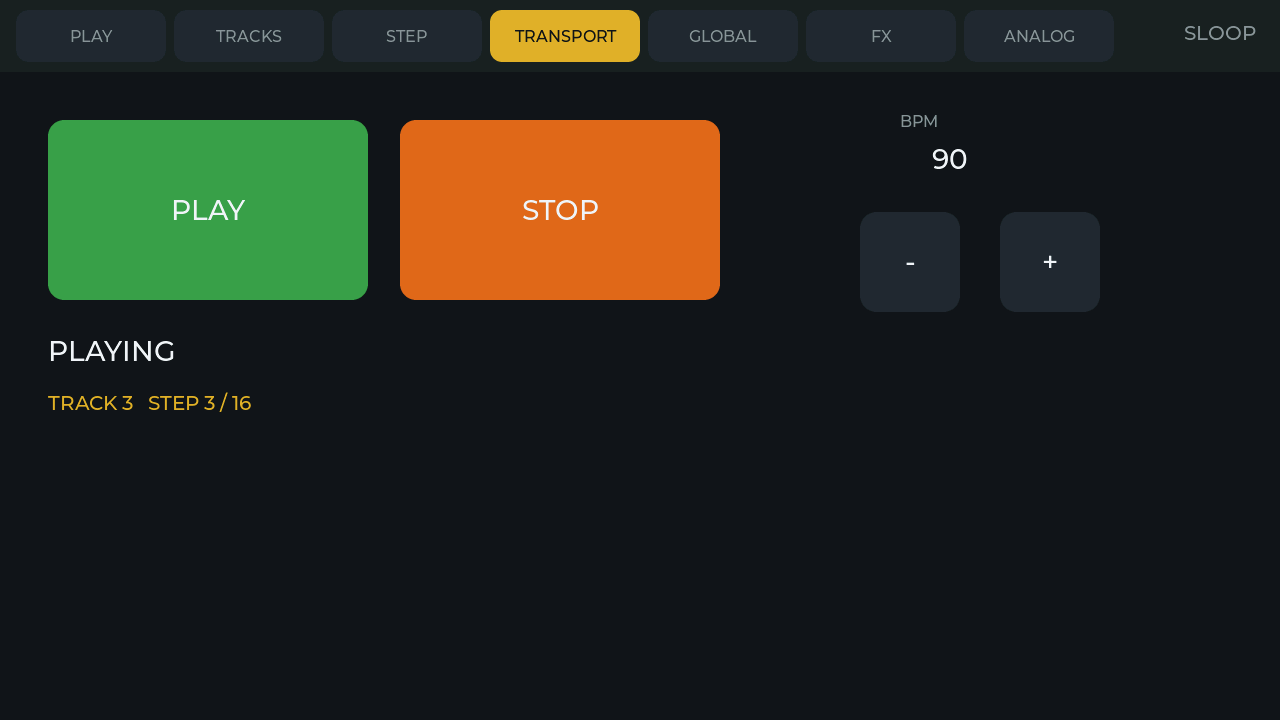 PLAY TRACKS STEP TRANSPORT GLOBAL FX ANALOG SLOOP
BPM
90
PLAY STOP
- +
PLAYING
TRACK 3 STEP 3 / 16